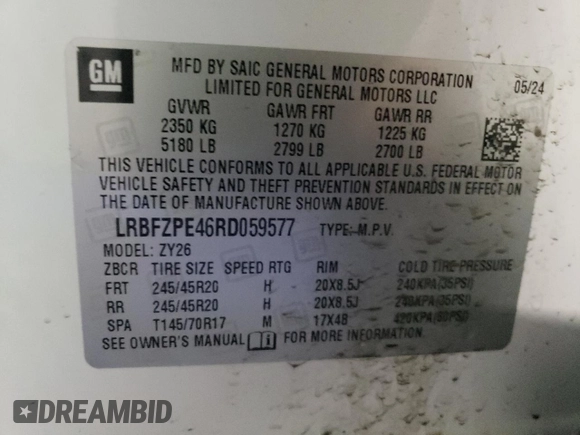 GM
MFD BY SAIC GENERAL MOTORS CORPORATION
LIMITED FOR GENERAL MOTORS LLC
05/24
GVWR GAWR FRT GAWR RR
2350 KG 1270 KG 1225 KG
5180 LB 2799 LB 2700 LB
THIS VEHICLE CONFORMS TO ALL APPLICABLE U.S. FEDERAL MOTOR
VEHICLE SAFETY AND THEFT PREVENTION STANDARDS IN EFFECT ON
THE DATE OF MANUFACTURE SHOWN ABOVE.
LRBFZPE46RD059577 TYPE: M.P.V.
MODEL: ZY26
ZBCR TIRE SIZE SPEED RTG RIM COLD TIRE PRESSURE
FRT 245/45R20 H 20X8.5J 240KPA(35PSI)
RR 245/45R20 H 20X8.5J 240KPA(35PSI)
SPA T145/70R17 M 17X4B 420KPA(60PSI)
SEE OWNER'S MANUAL FOR MORE INFORMATION
DREAMBID